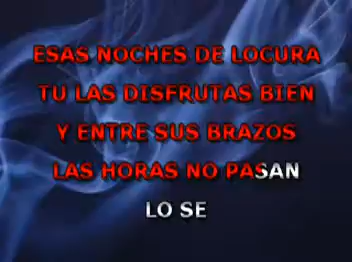 ESAS NOCHES DE LOCURA
TU LAS DISFRUTAS BIEN
Y ENTRE SUS BRAZOS
LAS HORAS NO PASAN
LO SE